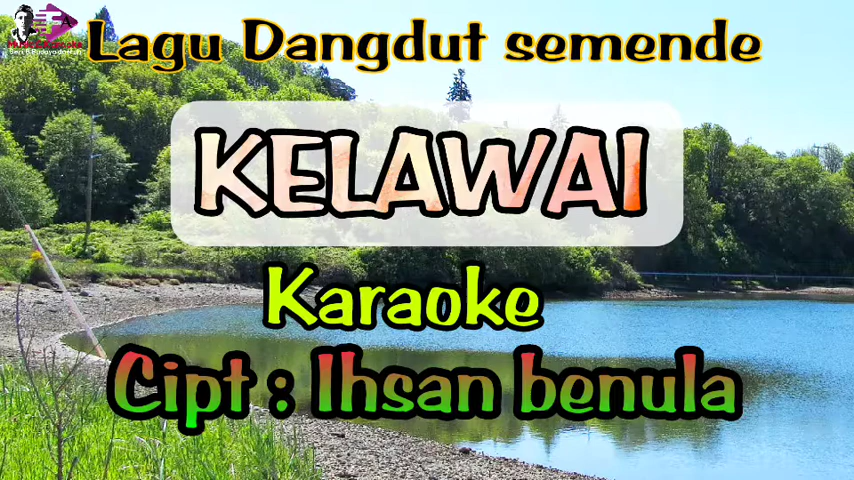 Lagu Dangdut semende
KELAWAI
Karaoke
Cipt : Ihsan benula